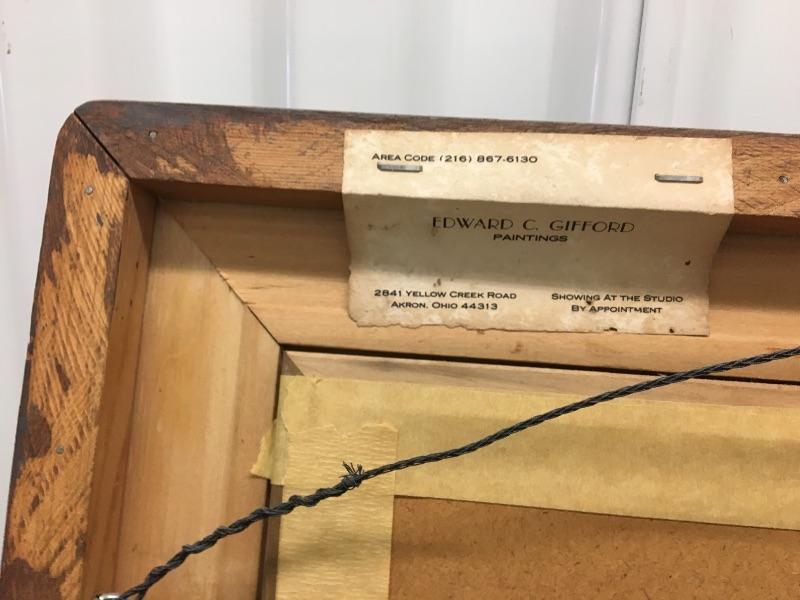 AREA CODE (216) 867-6130
EDWARD C. GIFFORD
PAINTINGS
2841 YELLOW CREEK ROAD
AKRON, OHIO 44313
SHOWING AT THE STUDIO
BY APPOINTMENT